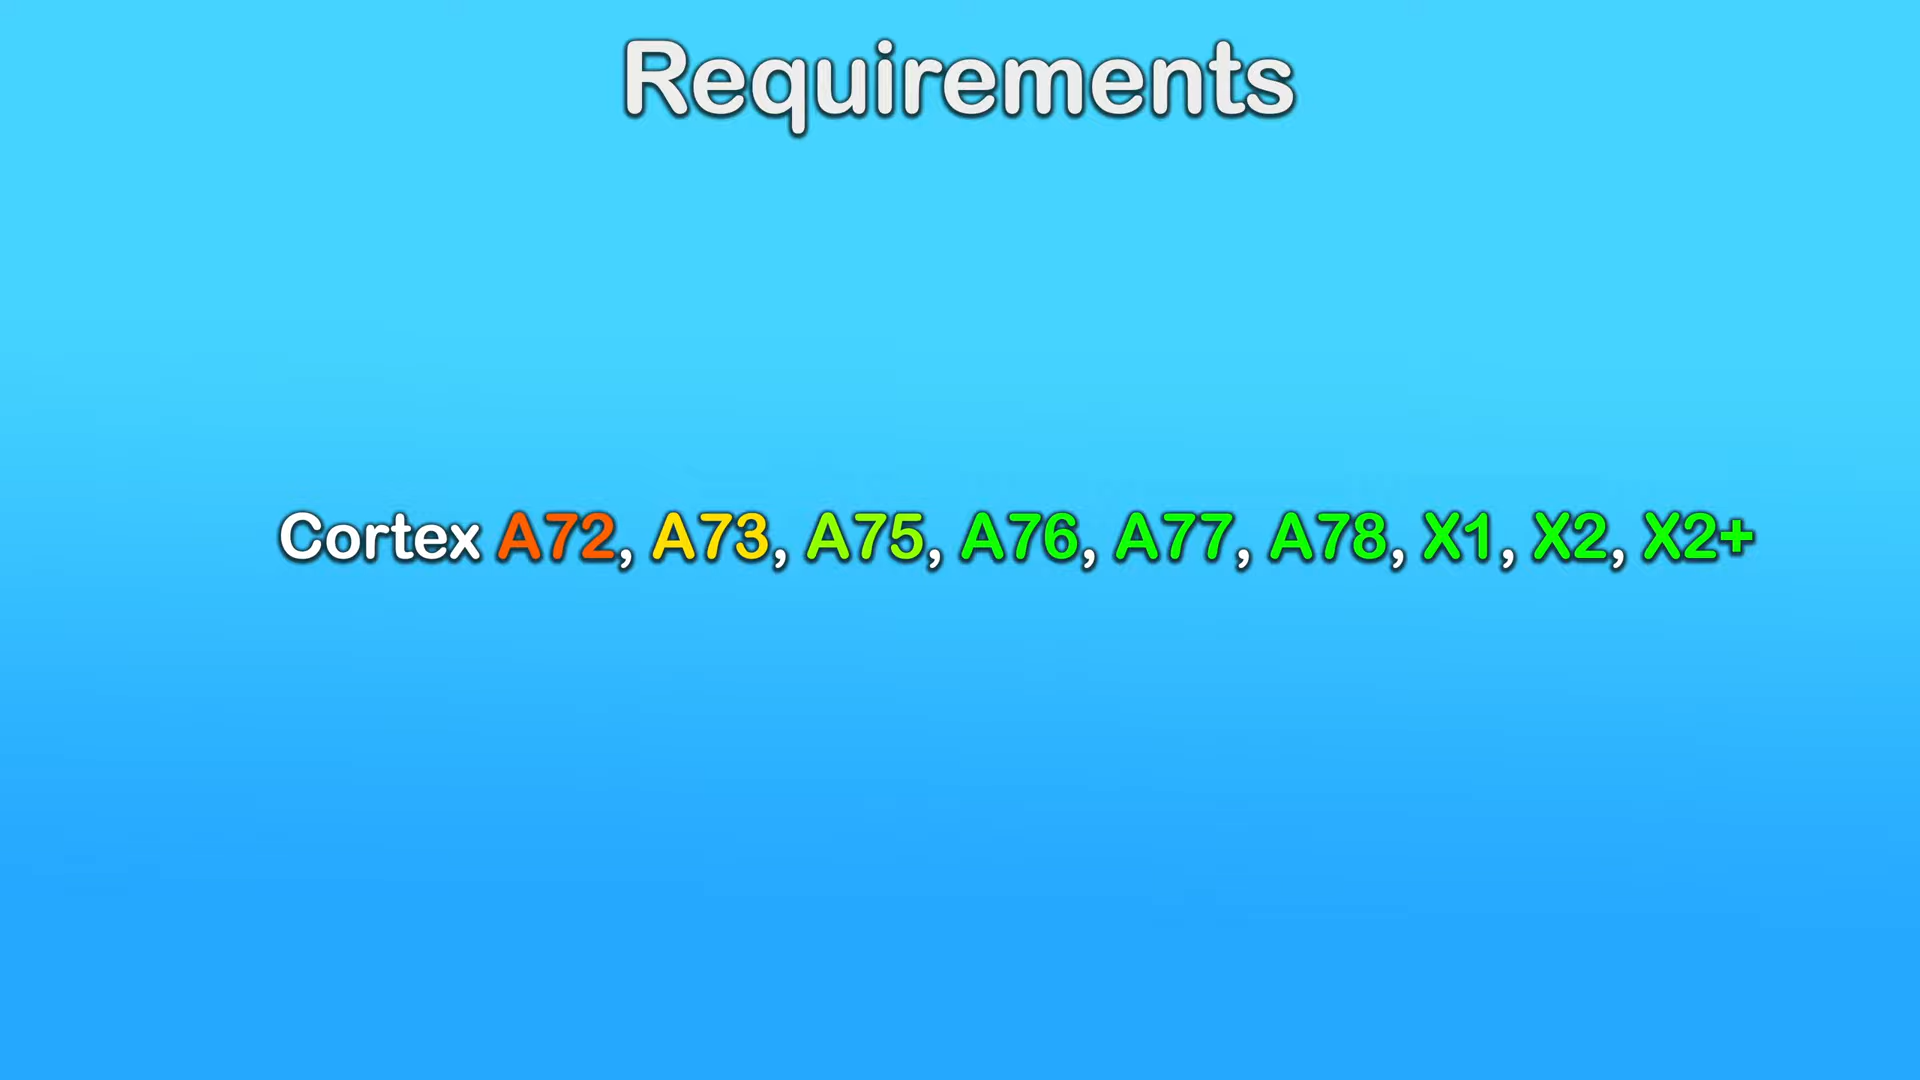 Requirements
Cortex A72, A73, A75, A76, A77, A78, X1, X2, X2+